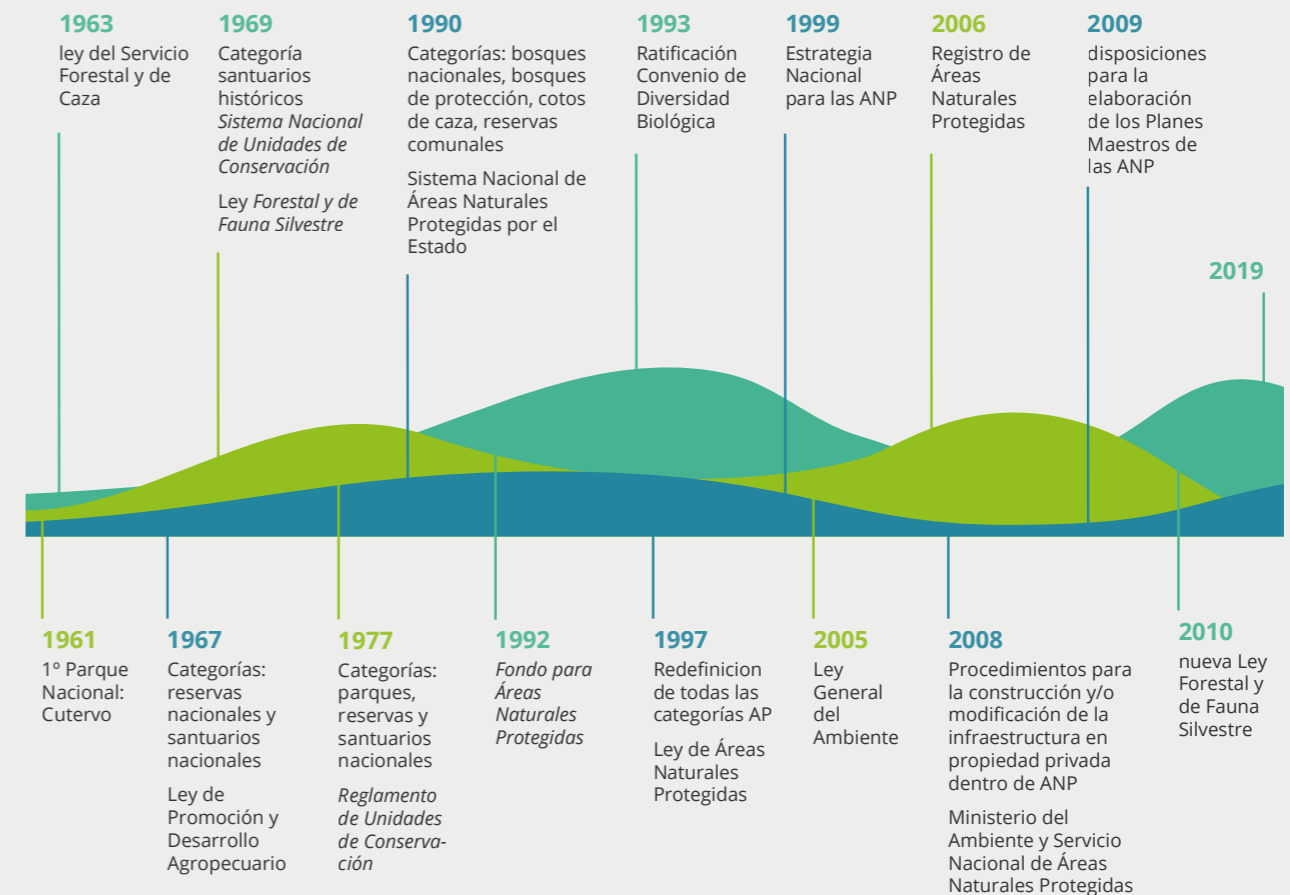 1963
ley del Servicio
Forestal y de
Caza
1969
Categoría
santuarios
históricos
Sistema Nacional
de Unidades de
Conservación
Ley Forestal y de
Fauna Silvestre
1990
Categorías: bosques
nacionales, bosques
de protección, cotos
de caza, reservas
comunales
Sistema Nacional de
Áreas Naturales
Protegidas por el
Estado
1993
Ratificación
Convenio de
Diversidad
Biológica
1999
Estrategia
Nacional
para las ANP
2006
Registro de
Áreas
Naturales
Protegidas
2009
disposiciones
para la
elaboración
de los Planes
Maestros de
las ANP
2019
1961
1º Parque
Nacional:
Cutervo
1967
Categorías:
reservas
nacionales y
santuarios
nacionales
Ley de
Promoción y
Desarrollo
Agropecuario
1977
Categorías:
parques,
reservas y
santuarios
nacionales
Reglamento
de Unidades
de Conserva-
ción
1992
Fondo para
Áreas
Naturales
Protegidas
1997
Redefinicion
de todas las
categorías AP
Ley de Áreas
Naturales
Protegidas
2005
Ley
General
del
Ambiente
2008
Procedimientos para
la construcción y/o
modificación de la
infraestructura en
propiedad privada
dentro de ANP
Ministerio del
Ambiente y Servicio
Nacional de Áreas
Naturales Protegidas
2010
nueva Ley
Forestal y
de Fauna
Silvestre